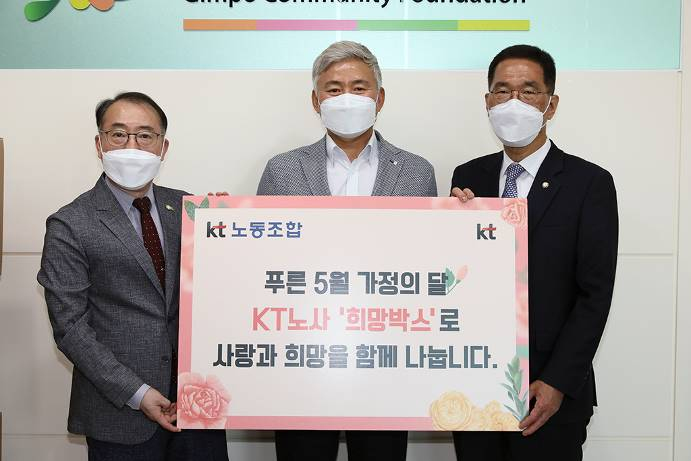 Gimpo Community Foundation
kt 노동조합
kt
푸른 5월 가정의 달
KT노사 '희망박스'로
사랑과 희망을 함께 나눕니다.